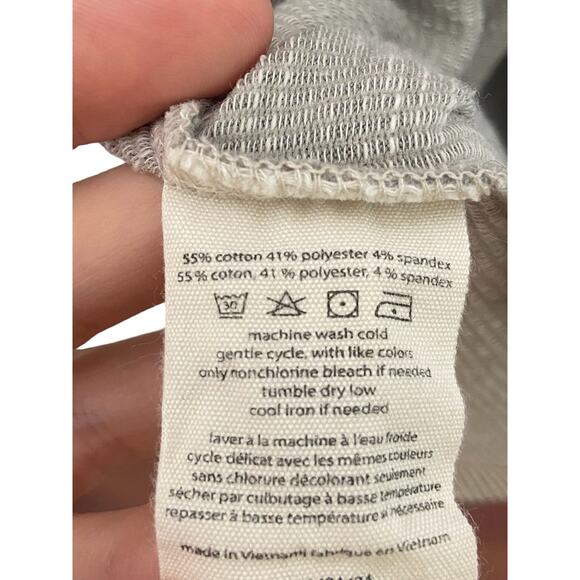 55% cotton 41% polyester 4% spandex
55 % coton, 41 % polyester, 4 % spandex
30
machine wash cold
gentle cycle, with like colors
only nonchlorine bleach if needed
tumble dry low
cool iron if needed
laver à la machine à l'eau froide
cycle délicat avec les mêmes couleurs
sans chlorure décolorant seulement
sécher par culbutage à basse température
repasser à basse température si nécessaire
made in Vietnam fabriqué en Vietnam